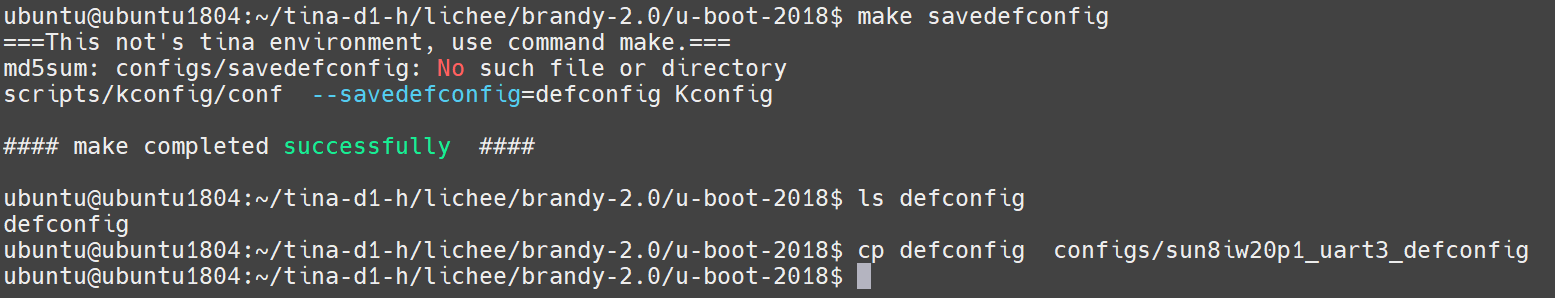 ubuntu@ubuntu1804:~/tina-d1-h/lichee/brandy-2.0/u-boot-2018$ make savedefconfig
===This not's tina environment, use command make.===
md5sum: configs/savedefconfig: No such file or directory
scripts/kconfig/conf  --savedefconfig=defconfig Kconfig
#### make completed successfully  ####
ubuntu@ubuntu1804:~/tina-d1-h/lichee/brandy-2.0/u-boot-2018$ ls defconfig
defconfig
ubuntu@ubuntu1804:~/tina-d1-h/lichee/brandy-2.0/u-boot-2018$ cp defconfig  configs/sun8iw20p1_uart3_defconfig
ubuntu@ubuntu1804:~/tina-d1-h/lichee/brandy-2.0/u-boot-2018$